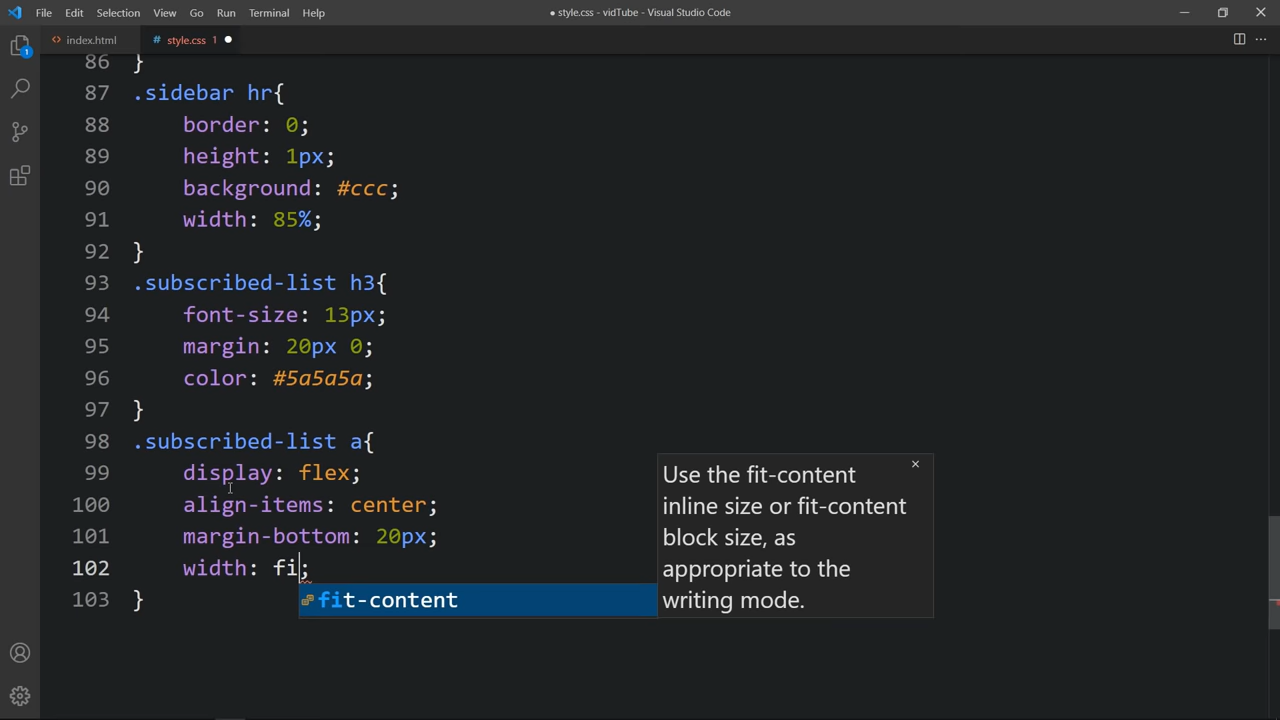 File Edit Selection View Go Run Terminal Help ● style.css - vidTube - Visual Studio Code
<> index.html # style.css 1 ●
1
86 }
87 .sidebar hr{
88 border: 0;
89 height: 1px;
90 background: #ccc;
91 width: 85%;
92 }
93 .subscribed-list h3{
94 font-size: 13px;
95 margin: 20px 0;
96 color: #5a5a5a;
97 }
98 .subscribed-list a{
99 display: flex;
100 align-items: center;
101 margin-bottom: 20px;
102 width: fi;
103 }
fit-content
Use the fit-content
inline size or fit-content
block size, as
appropriate to the
writing mode.